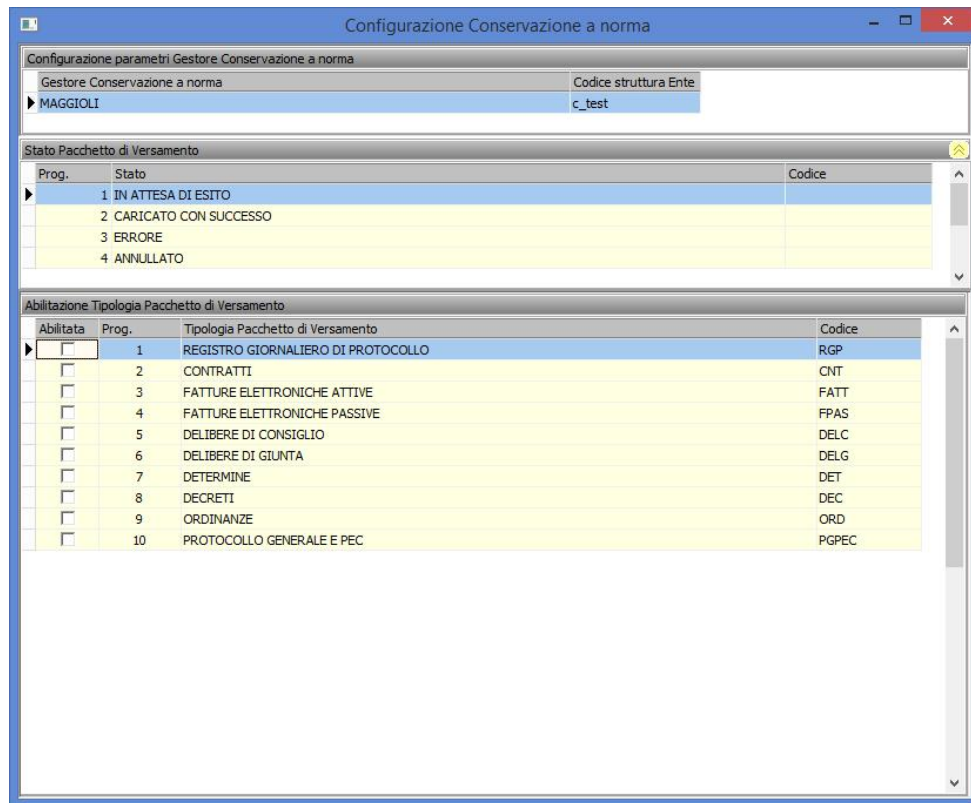 Configurazione Conservazione a norma
Configurazione parametri Gestore Conservazione a norma
Gestore Conservazione a norma Codice struttura Ente
MAGGIOLI c_test
Stato Pacchetto di Versamento
Prog. Stato Codice
1 IN ATTESA DI ESITO
2 CARICATO CON SUCCESSO
3 ERRORE
4 ANNULLATO
Abilitazione Tipologia Pacchetto di Versamento
Abilitata Prog. Tipologia Pacchetto di Versamento Codice
1 REGISTRO GIORNALIERO DI PROTOCOLLO RGP
2 CONTRATTI CNT
3 FATTURE ELETTRONICHE ATTIVE FATT
4 FATTURE ELETTRONICHE PASSIVE FPAS
5 DELIBERE DI CONSIGLIO DELC
6 DELIBERE DI GIUNTA DELG
7 DETERMINE DET
8 DECRETI DEC
9 ORDINANZE ORD
10 PROTOCOLLO GENERALE E PEC PGPEC